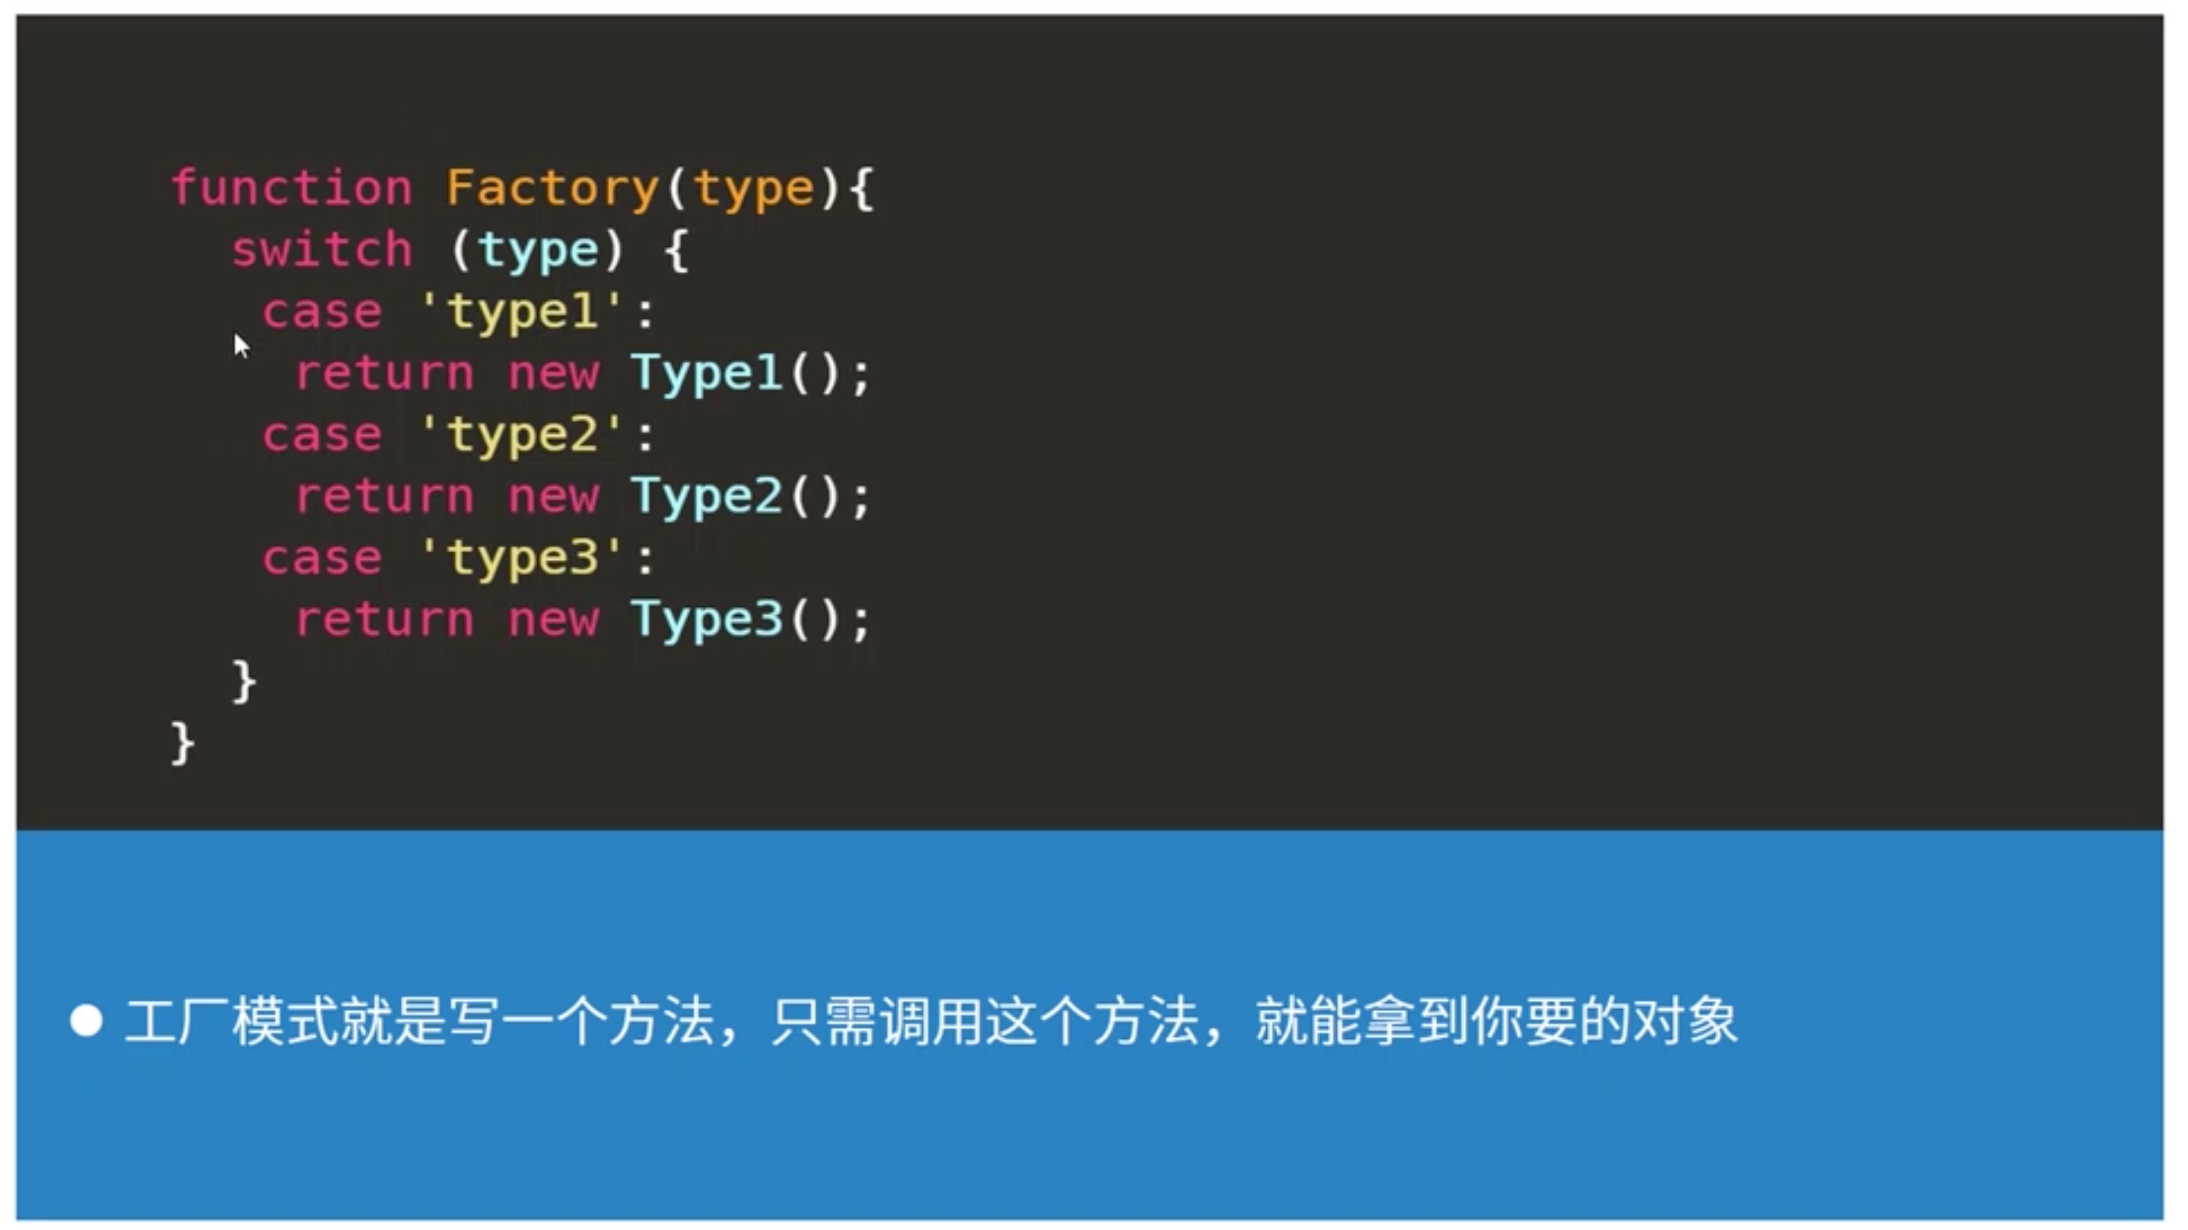 function Factory(type){
switch (type) {
case 'type1':
return new Type1();
case 'type2':
return new Type2();
case 'type3':
return new Type3();
}
}
● 工厂模式就是写一个方法，只需调用这个方法，就能拿到你要的对象